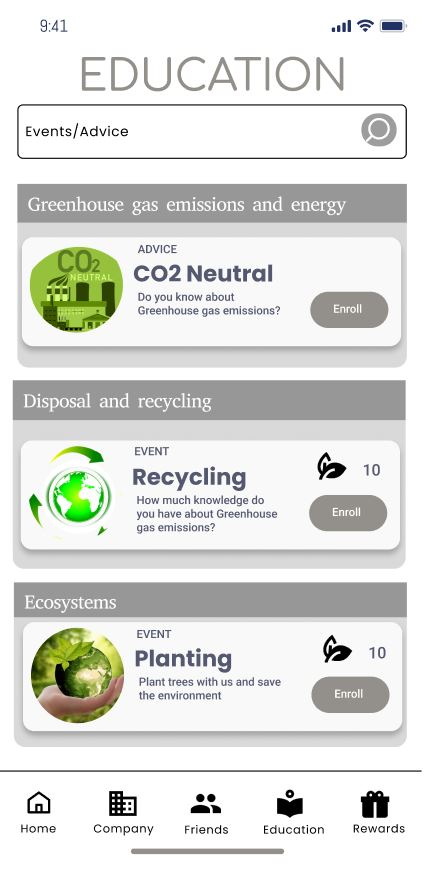 9:41
EDUCATION
Events/Advice
Greenhouse gas emissions and energy
CO2
NEUTRAL
ADVICE
CO2 Neutral
Do you know about
Greenhouse gas emissions?
Enroll
Disposal and recycling
EVENT
Recycling
10
How much knowledge do
you have about Greenhouse
gas emissions?
Enroll
Ecosystems
EVENT
Planting
10
Plant trees with us and save
the environment
Enroll
Home
Company
Friends
Education
Rewards